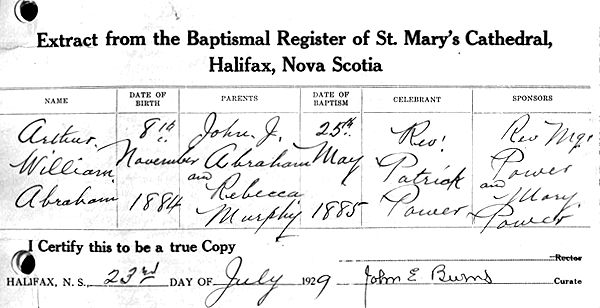 Extract from the Baptismal Register of St. Mary's Cathedral,
Halifax, Nova Scotia
NAME DATE OF BIRTH PARENTS DATE OF BAPTISM CELEBRANT SPONSORS
Arthur 8th John J. 25th Rev. Rev Mgr
William November Abraham May Patrick Power
and and
Abraham 1884 Rebecca 1885 Power Mary
Murphy Power
I Certify this to be a true Copy
Rector
HALIFAX, N. S., 23rd DAY OF July 1929 John E Burns Curate